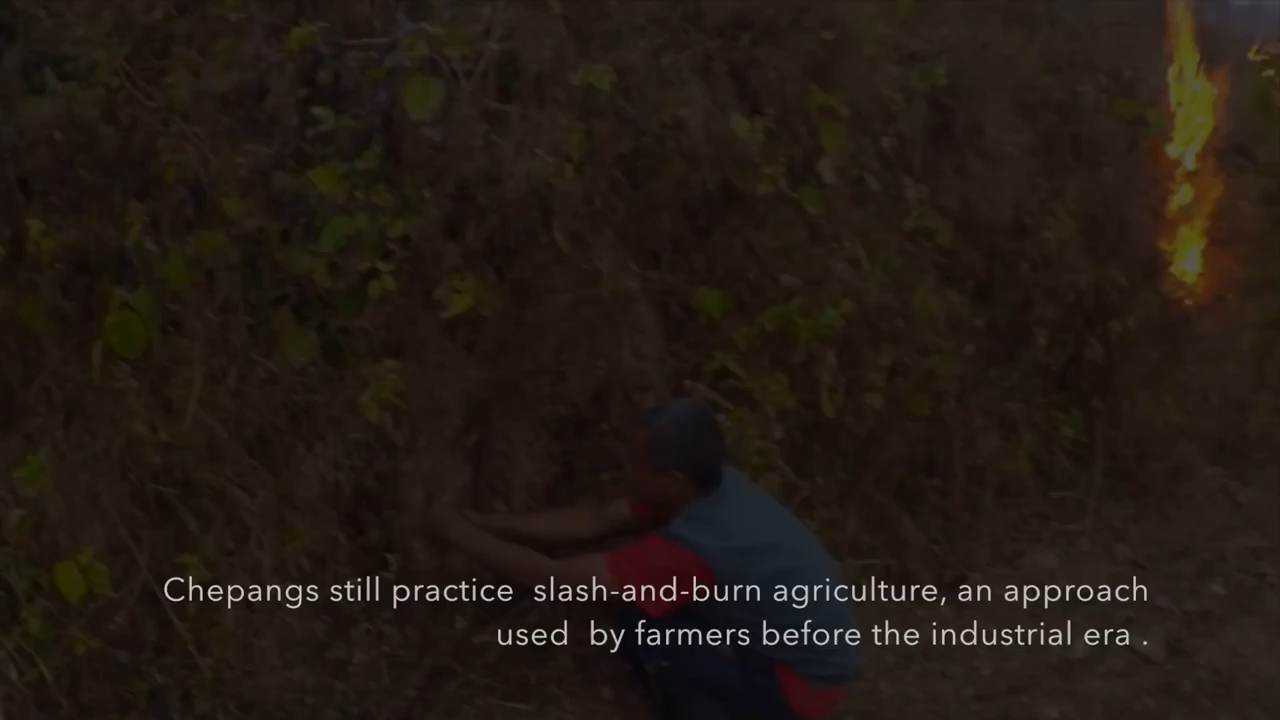 Chepangs still practice  slash-and-burn agriculture, an approach
used  by farmers before the industrial era .